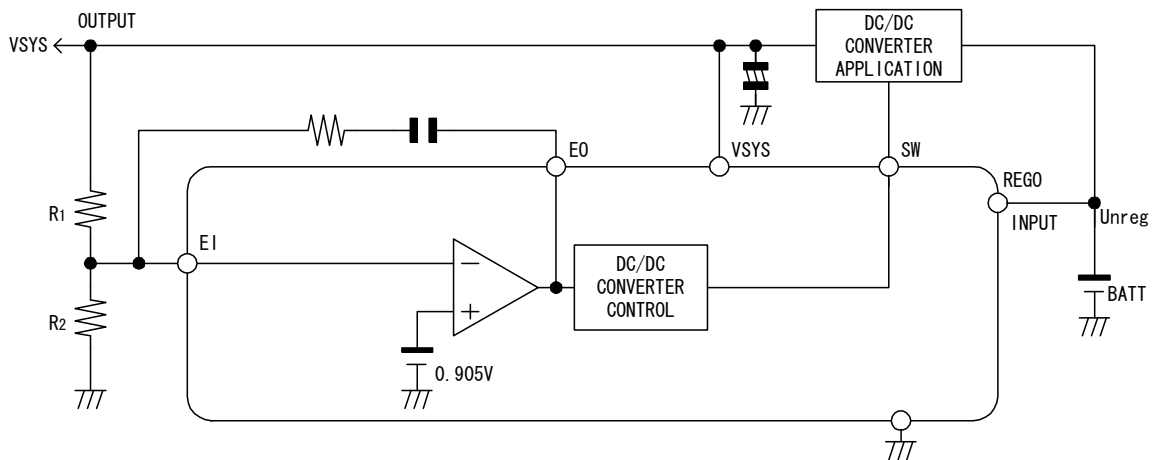 OUTPUT
VSYS
DC/DC
CONVERTER
APPLICATION
EO
VSYS
SW
REGO
INPUT
Unreg
R1
EI
DC/DC
CONVERTER
CONTROL
BATT
R2
0.905V